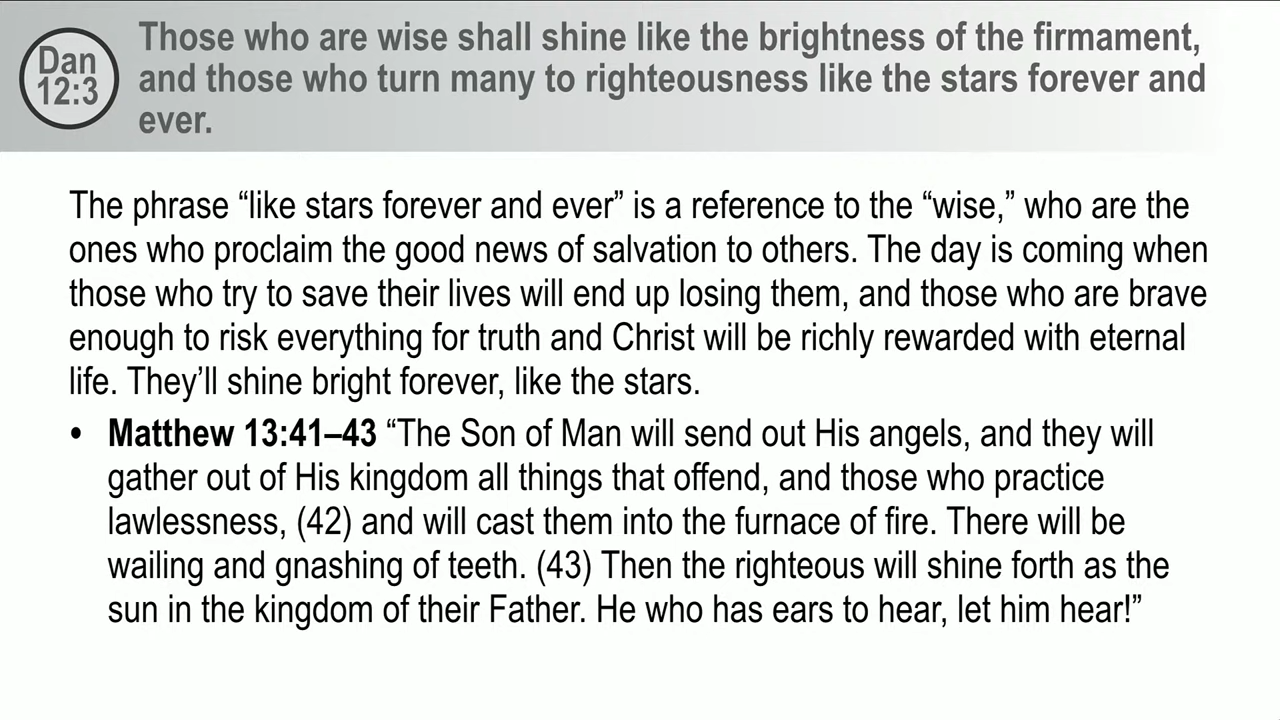 Dan
12:3
Those who are wise shall shine like the brightness of the firmament,
and those who turn many to righteousness like the stars forever and
ever.
The phrase “like stars forever and ever” is a reference to the “wise,” who are the
ones who proclaim the good news of salvation to others. The day is coming when
those who try to save their lives will end up losing them, and those who are brave
enough to risk everything for truth and Christ will be richly rewarded with eternal
life. They’ll shine bright forever, like the stars.
• Matthew 13:41–43 “The Son of Man will send out His angels, and they will
gather out of His kingdom all things that offend, and those who practice
lawlessness, (42) and will cast them into the furnace of fire. There will be
wailing and gnashing of teeth. (43) Then the righteous will shine forth as the
sun in the kingdom of their Father. He who has ears to hear, let him hear!”